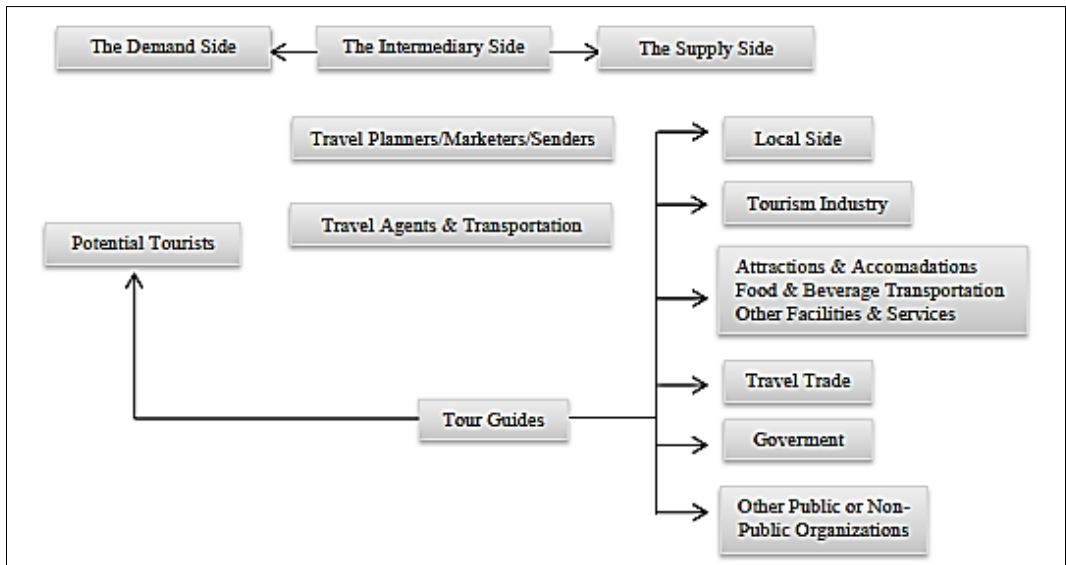 The Demand Side
The Intermediary Side
The Supply Side
Travel Planners/Marketers/Senders
Local Side
Travel Agents & Transportation
Tourism Industry
Potential Tourists
Attractions & Accomadations
Food & Beverage Transportation
Other Facilities & Services
Travel Trade
Tour Guides
Goverment
Other Public or Non-
Public Organizations